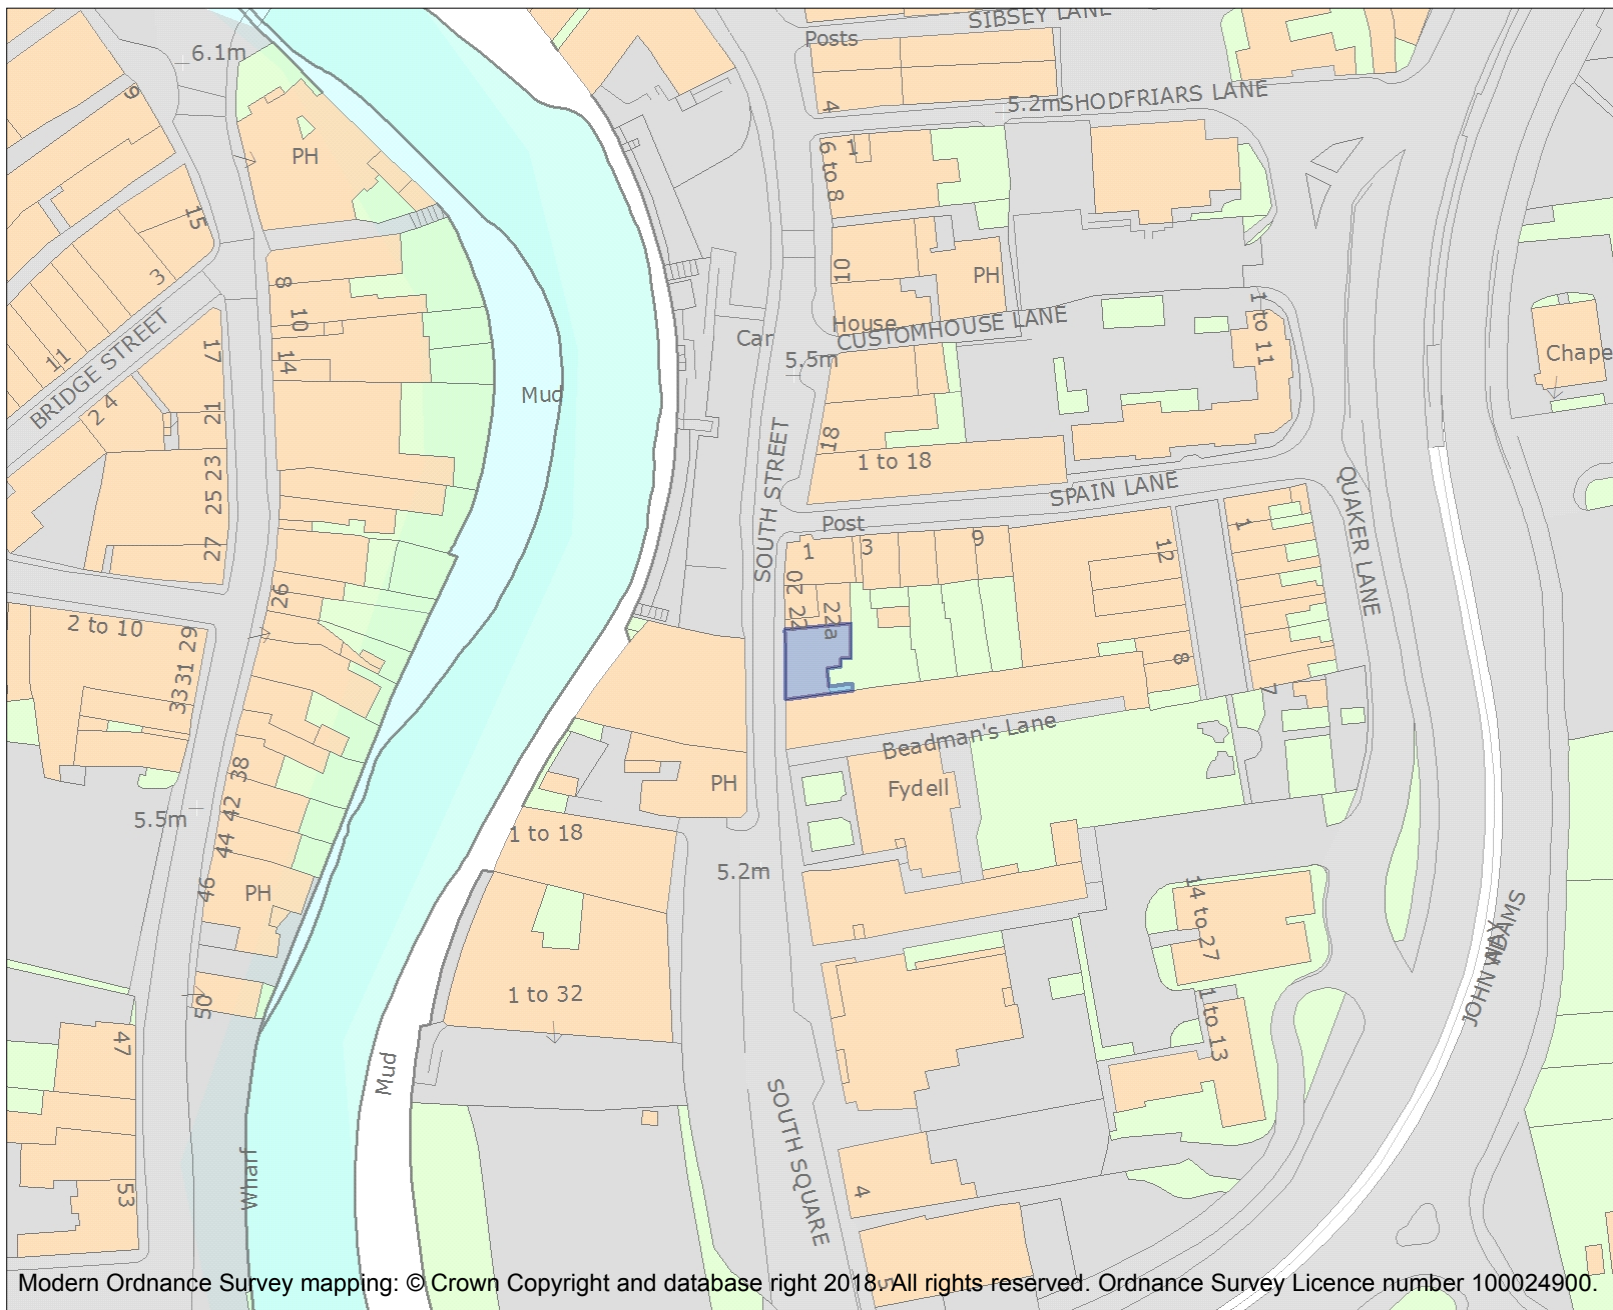 SIBSEY LANE
Posts
6.1m
9
4
5.2m
SHODFRIARS LANE
PH
1
6 to 8
15
3
10
PH
8
10
14
House
CUSTOMHOUSE LANE
1 to 11
Car
5.5m
Chape
BRIDGE STREET
11
17
2 4
21
Mud
18
1 to 18
23
25
27
SOUTH STREET
SPAIN LANE
QUAKER LANE
Post
1
3
9
12
1
20
22
22a
26
2 to 10
29
31
33
8
7
Beadman's Lane
38
PH
Fydell
42
5.5m
44
1 to 18
5.2m
46
PH
14 to 27
JOHN ADAMS
WAY
1 to 32
50
47
1 to 13
Mud
SOUTH SQUARE
Wharf
53
4
5
Modern Ordnance Survey mapping: © Crown Copyright and database right 2018. All rights reserved. Ordnance Survey Licence number 100024900.